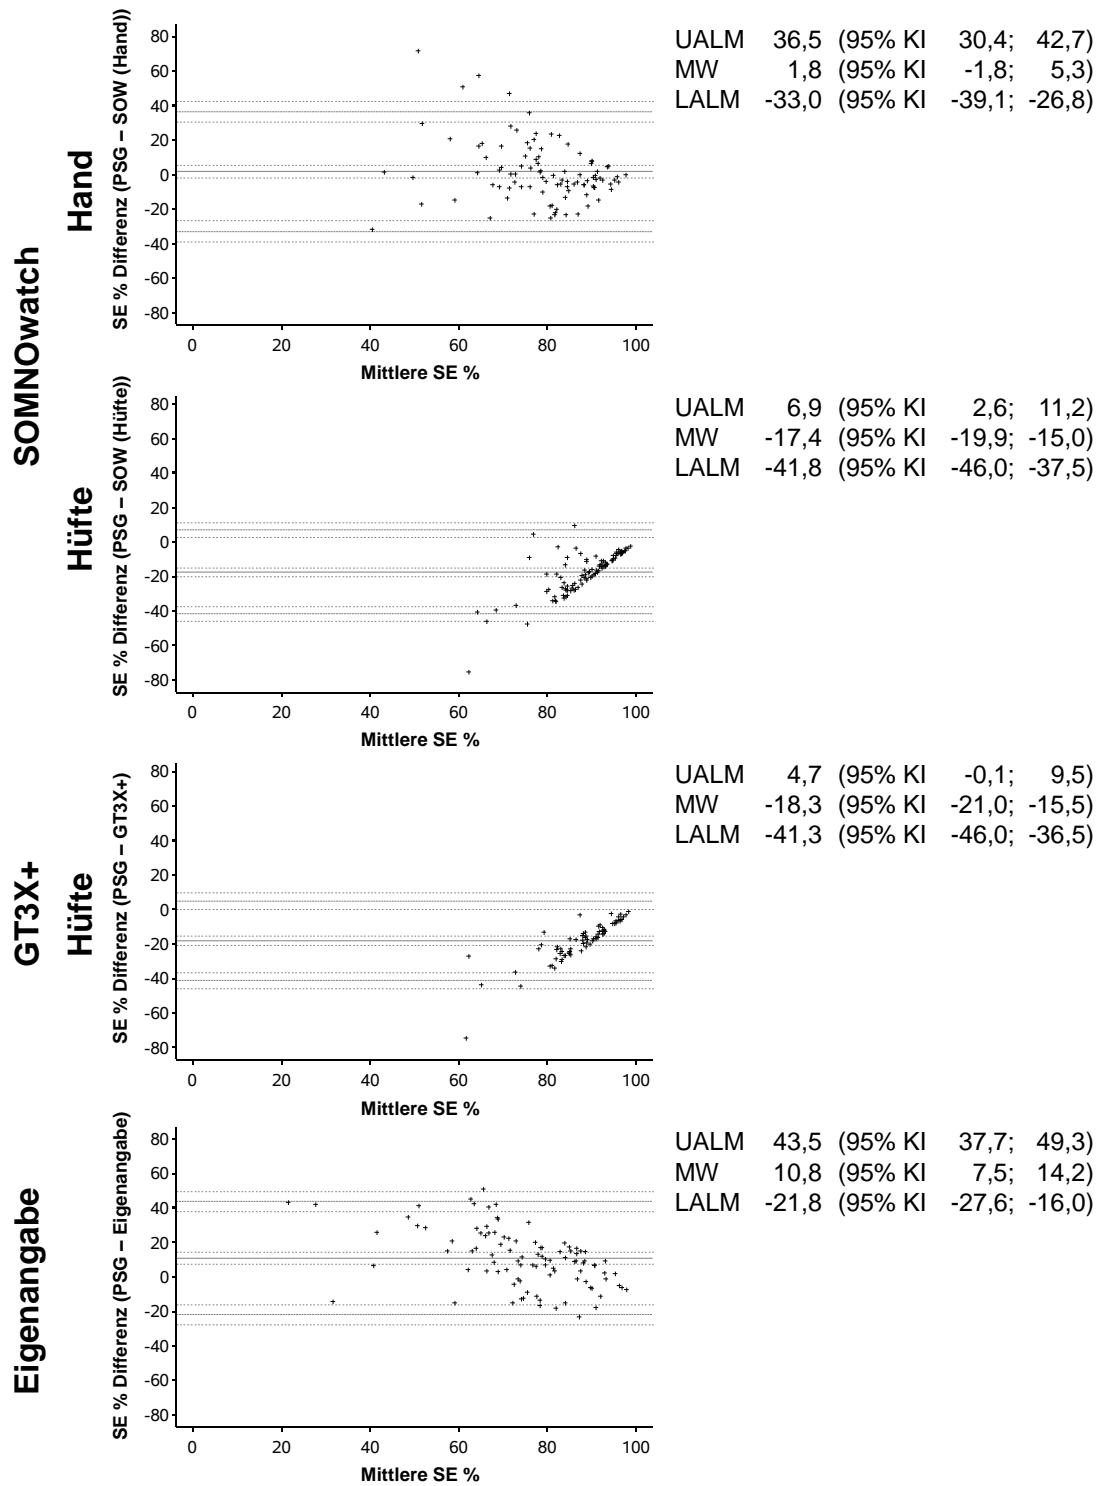 SOMNOwatch
Hand
SE % Differenz (PSG – SOW (Hand))
80
60
40
20
0
-20
-40
-60
-80
0 20 40 60 80 100
Mittlere SE %
UALM 36,5 (95% KI 30,4; 42,7)
MW 1,8 (95% KI -1,8; 5,3)
LALM -33,0 (95% KI -39,1; -26,8)
Hüfte
SE % Differenz (PSG – SOW (Hüfte))
80
60
40
20
0
-20
-40
-60
-80
0 20 40 60 80 100
Mittlere SE %
UALM 6,9 (95% KI 2,6; 11,2)
MW -17,4 (95% KI -19,9; -15,0)
LALM -41,8 (95% KI -46,0; -37,5)
GT3X+
Hüfte
SE % Differenz (PSG – GT3X+)
80
60
40
20
0
-20
-40
-60
-80
0 20 40 60 80 100
Mittlere SE %
UALM 4,7 (95% KI -0,1; 9,5)
MW -18,3 (95% KI -21,0; -15,5)
LALM -41,3 (95% KI -46,0; -36,5)
Eigenangabe
SE % Differenz (PSG – Eigenangabe)
80
60
40
20
0
-20
-40
-60
-80
0 20 40 60 80 100
Mittlere SE %
UALM 43,5 (95% KI 37,7; 49,3)
MW 10,8 (95% KI 7,5; 14,2)
LALM -21,8 (95% KI -27,6; -16,0)